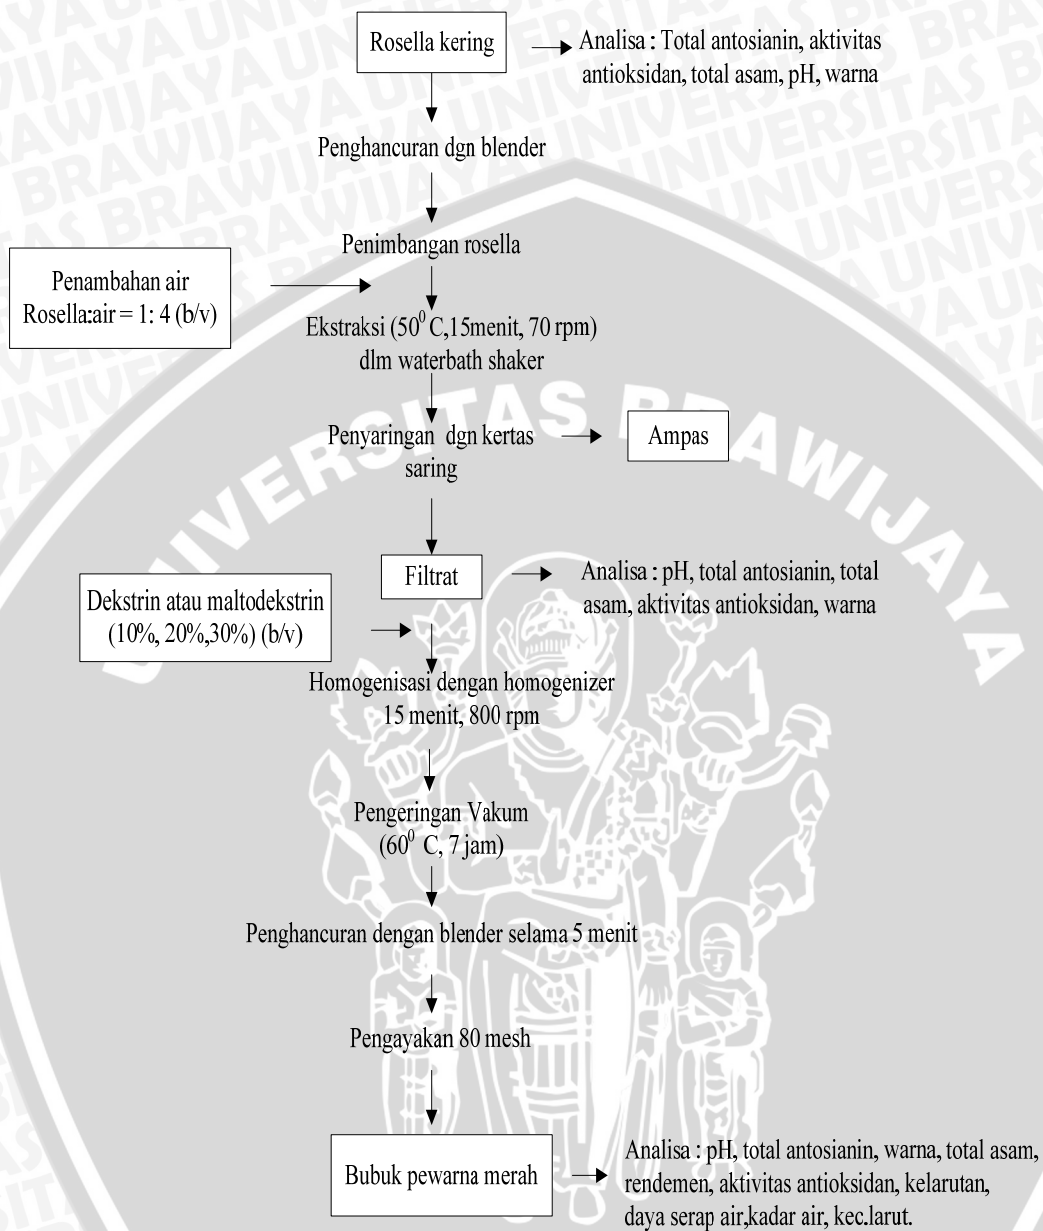 Rosella kering
Analisa : Total antosianin, aktivitas
antioksidan, total asam, pH, warna
Penghancuran dgn blender
Penimbangan rosella
Penambahan air
Rosella:air = 1: 4 (b/v)
Ekstraksi (50⁰ C,15menit, 70 rpm)
dlm waterbath shaker
Penyaringan dgn kertas
saring
Ampas
Filtrat
Analisa : pH, total antosianin, total
asam, aktivitas antioksidan, warna
Dekstrin atau maltodekstrin
(10%, 20%,30%) (b/v)
Homogenisasi dengan homogenizer
15 menit, 800 rpm
Pengeringan Vakum
(60⁰ C, 7 jam)
Penghancuran dengan blender selama 5 menit
Pengayakan 80 mesh
Bubuk pewarna merah
Analisa : pH, total antosianin, warna, total asam,
rendemen, aktivitas antioksidan, kelarutan,
daya serap air,kadar air, kec.larut.
UNIVERSITAS BRAWIJAYA